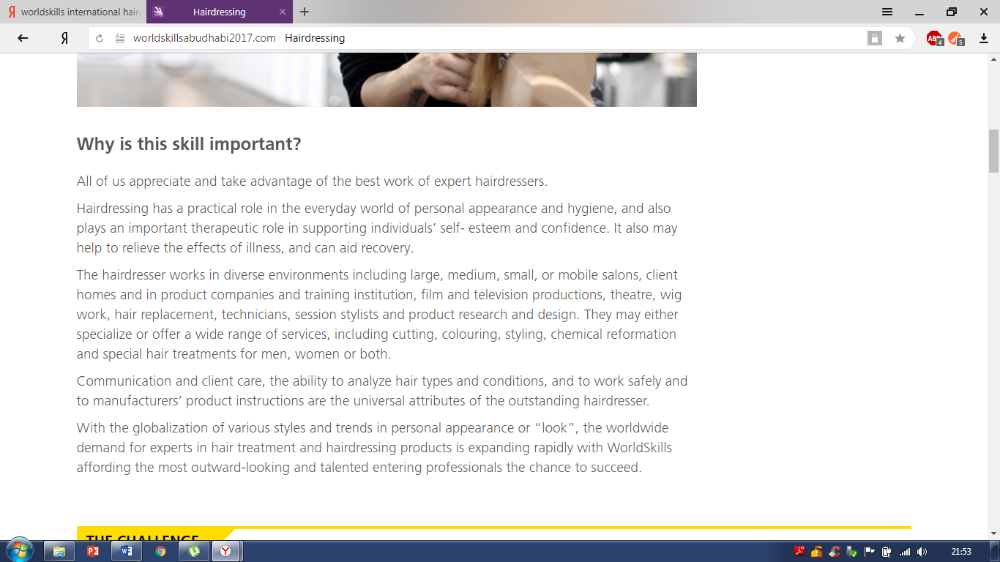 worldskills international hair
Hairdressing
worldskillsabudhabi2017.com Hairdressing
ABP
4
5
Why is this skill important?
All of us appreciate and take advantage of the best work of expert hairdressers.
Hairdressing has a practical role in the everyday world of personal appearance and hygiene, and also
plays an important therapeutic role in supporting individuals’ self- esteem and confidence. It also may
help to relieve the effects of illness, and can aid recovery.
The hairdresser works in diverse environments including large, medium, small, or mobile salons, client
homes and in product companies and training institution, film and television productions, theatre, wig
work, hair replacement, technicians, session stylists and product research and design. They may either
specialize or offer a wide range of services, including cutting, colouring, styling, chemical reformation
and special hair treatments for men, women or both.
Communication and client care, the ability to analyze hair types and conditions, and to work safely and
to manufacturers’ product instructions are the universal attributes of the outstanding hairdresser.
With the globalization of various styles and trends in personal appearance or “look”, the worldwide
demand for experts in hair treatment and hairdressing products is expanding rapidly with WorldSkills
affording the most outward-looking and talented entering professionals the chance to succeed.
THE CHALLENGE
21:53